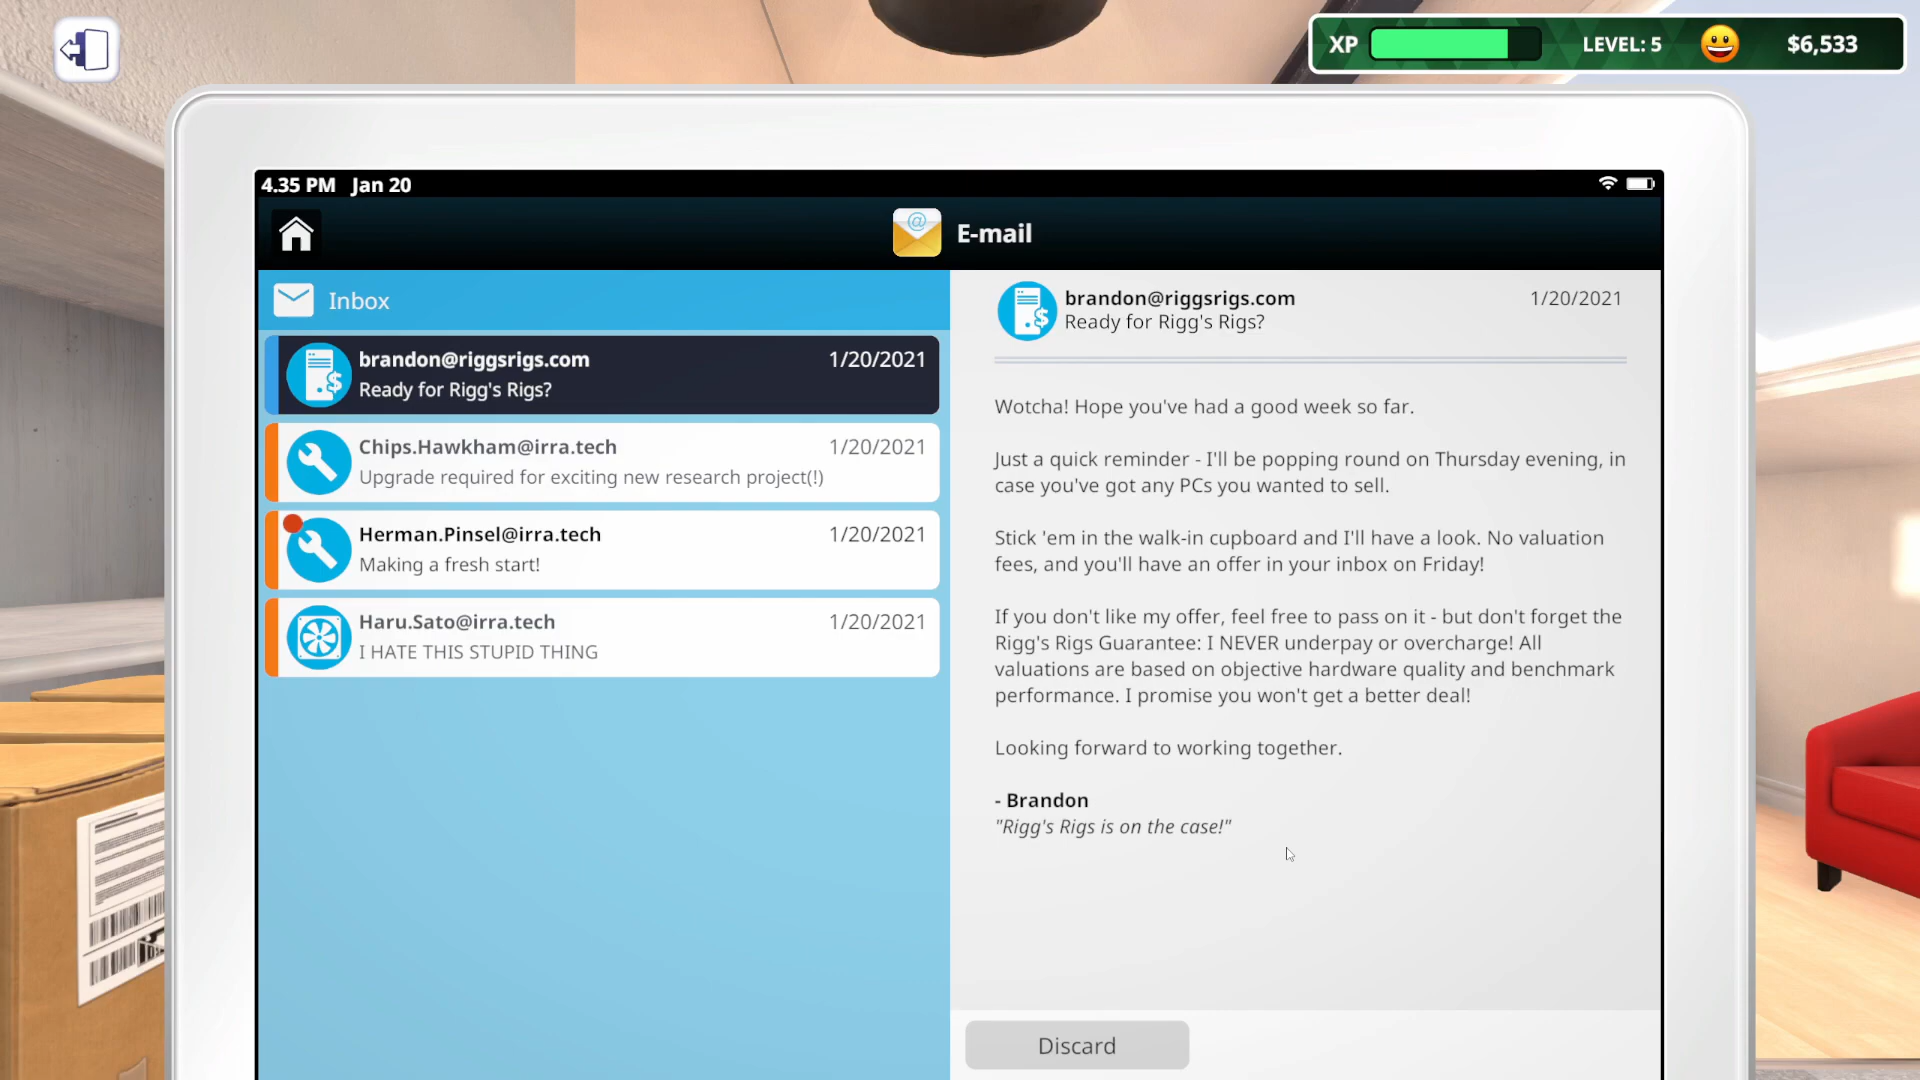 XP
LEVEL: 5
$6,533
4.35 PM Jan 20
E-mail
Inbox
brandon@riggsrigs.com 1/20/2021
Ready for Rigg's Rigs?
Chips.Hawkham@irra.tech 1/20/2021
Upgrade required for exciting new research project(!)
Herman.Pinsel@irra.tech 1/20/2021
Making a fresh start!
Haru.Sato@irra.tech 1/20/2021
I HATE THIS STUPID THING
brandon@riggsrigs.com 1/20/2021
Ready for Rigg's Rigs?
Wotcha! Hope you've had a good week so far.
Just a quick reminder - I'll be popping round on Thursday evening, in
case you've got any PCs you wanted to sell.
Stick 'em in the walk-in cupboard and I'll have a look. No valuation
fees, and you'll have an offer in your inbox on Friday!
If you don't like my offer, feel free to pass on it - but don't forget the
Rigg's Rigs Guarantee: I NEVER underpay or overcharge! All
valuations are based on objective hardware quality and benchmark
performance. I promise you won't get a better deal!
Looking forward to working together.
- Brandon
"Rigg's Rigs is on the case!"
Discard